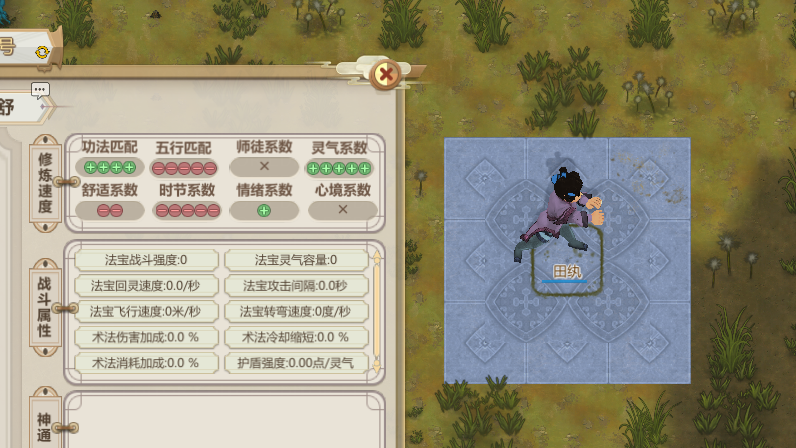 号
舒
修炼速度
功法匹配 五行匹配 师徒系数 灵气系数
舒适系数 时节系数 情绪系数 心境系数
战斗属性
法宝战斗强度:0 法宝灵气容量:0
法宝回灵速度:0.0/秒 法宝攻击间隔:0.0秒
法宝飞行速度:0米/秒 法宝转弯速度:0度/秒
术法伤害加成:0.0 % 术法冷却缩短:0.0 %
术法消耗加成:0.0 % 护盾强度:0.00点/灵气
神通
田纨